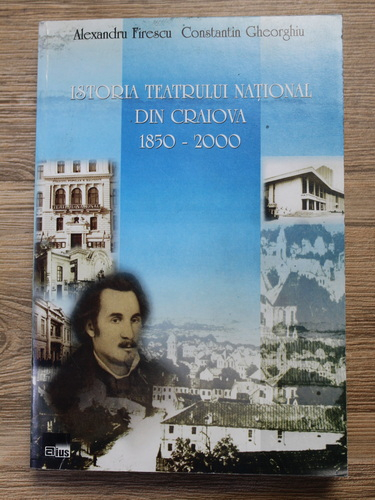 Alexandru Firescu Constantin Gheorghiu
ISTORIA TEATRULUI NAȚIONAL
DIN CRAIOVA
1850 - 2000
aius